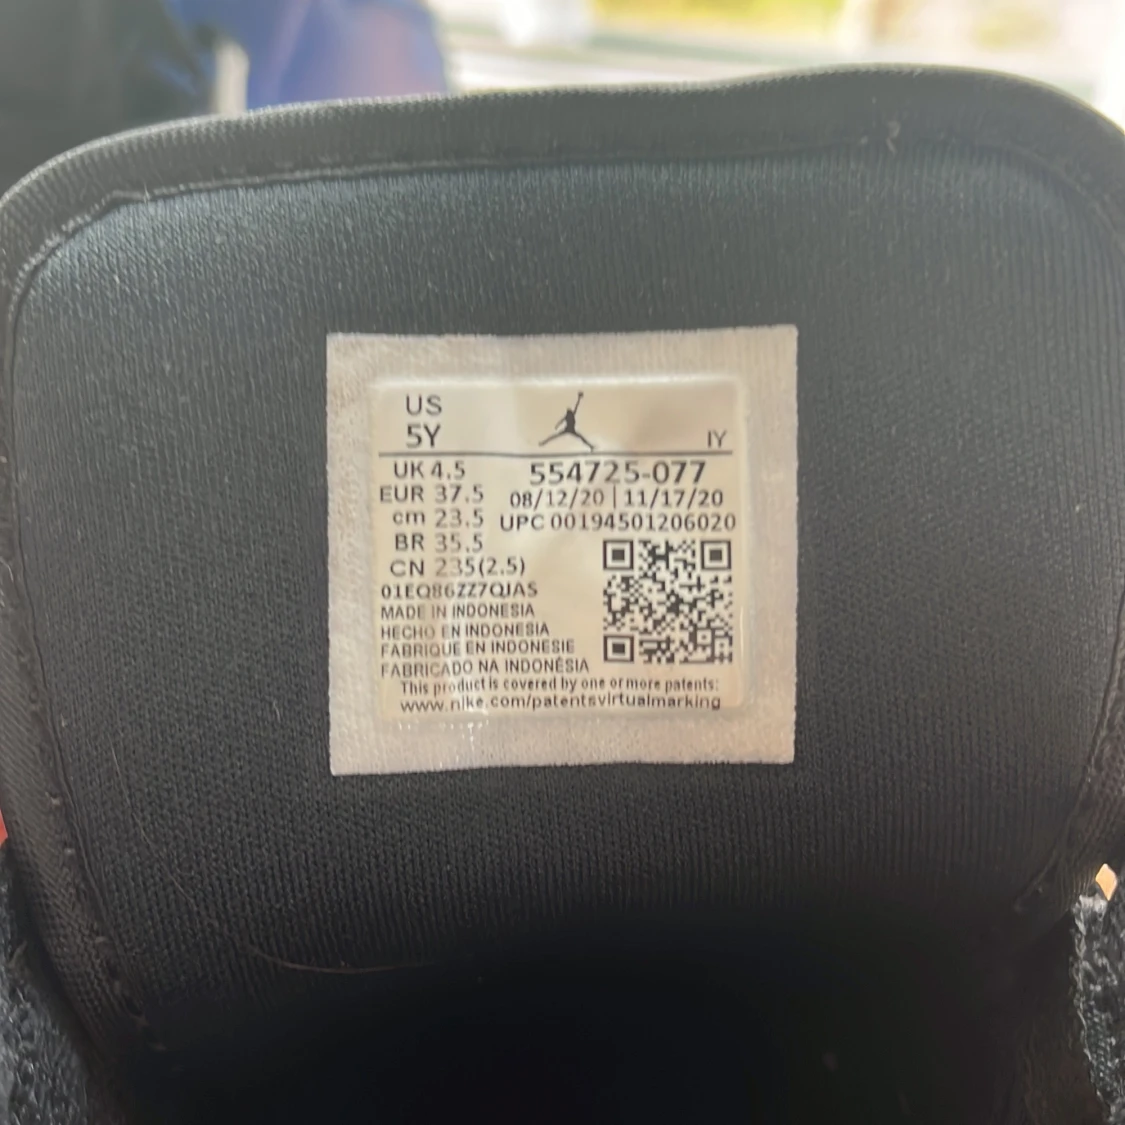 US
5Y
IY
UK 4.5
554725-077
EUR 37.5
08/12/20 | 11/17/20
cm 23.5
UPC 00194501206020
BR 35.5
CN 235(2.5)
01EQ86ZZ7QJAS
MADE IN INDONESIA
HECHO EN INDONESIA
FABRIQUE EN INDONESIE
FABRICADO NA INDONÉSIA
This product is covered by one or more patents:
www.nike.com/patentsvirtualmarking